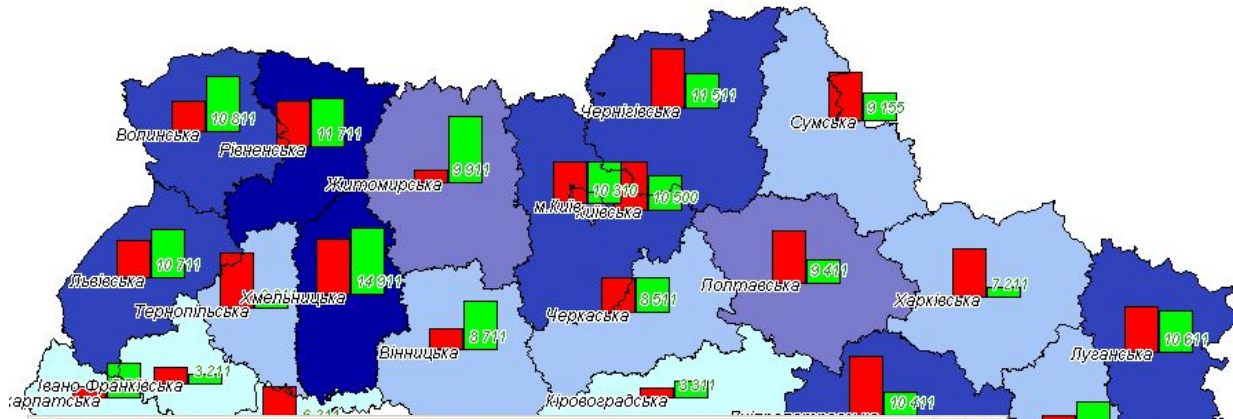 10 811
Волинська
11 711
Рівненська
9 911
Житомирська
11 511
Чернігівська
9 155
Сумська
10 310
м.Київ
10 500
Київська
10 711
Львівська
Тернопільська
14 911
Хмельницька
8 711
Вінницька
8 511
Черкаська
9 411
Полтавська
7 211
Харківська
10 611
Луганська
3 211
Івано-Франківська
карпатська
3 311
Кіровоградська
10 411